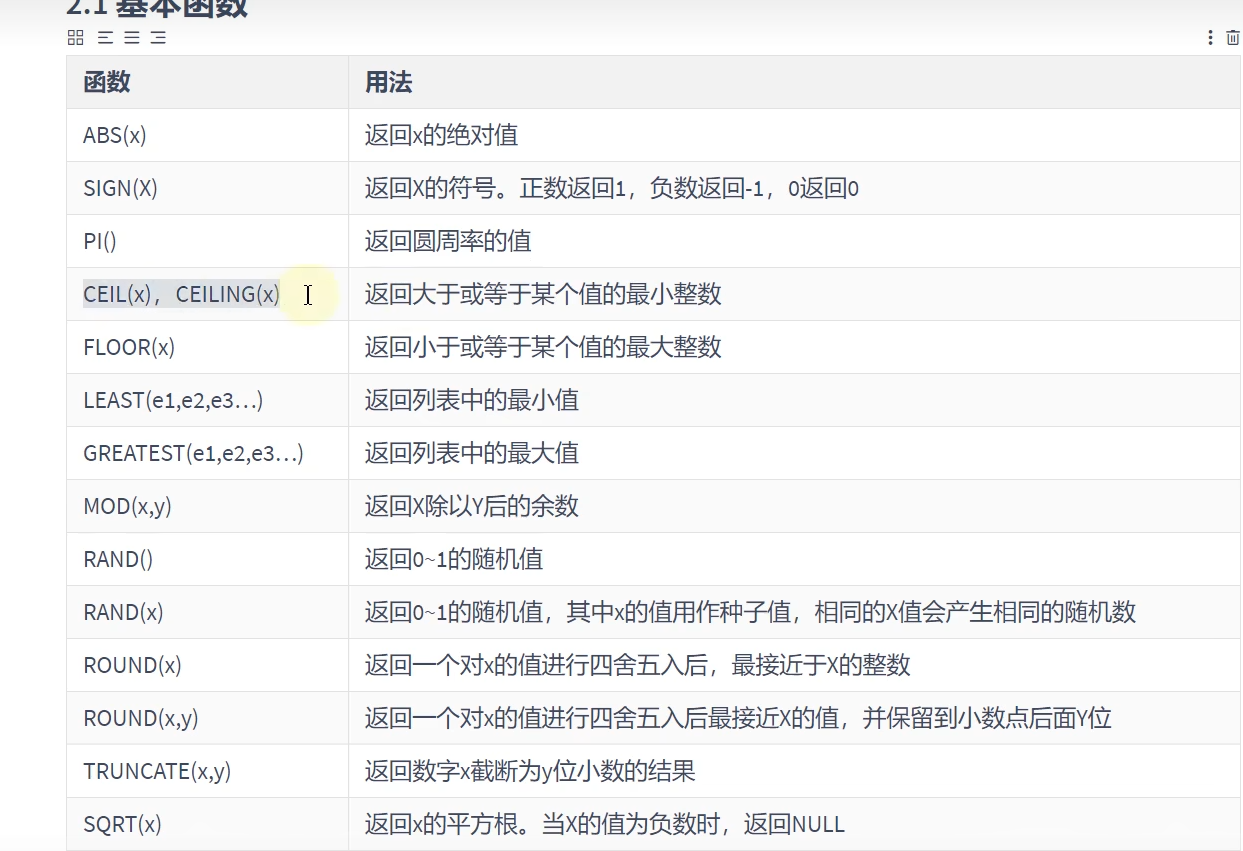 2.1 基本函数
函数 用法
ABS(x) 返回x的绝对值
SIGN(X) 返回X的符号。正数返回1，负数返回-1，0返回0
PI() 返回圆周率的值
CEIL(x)，CEILING(x) 返回大于或等于某个值的最小整数
FLOOR(x) 返回小于或等于某个值的最大整数
LEAST(e1,e2,e3…) 返回列表中的最小值
GREATEST(e1,e2,e3…) 返回列表中的最大值
MOD(x,y) 返回X除以Y后的余数
RAND() 返回0~1的随机值
RAND(x) 返回0~1的随机值，其中x的值用作种子值，相同的X值会产生相同的随机数
ROUND(x) 返回一个对x的值进行四舍五入后，最接近于X的整数
ROUND(x,y) 返回一个对x的值进行四舍五入后最接近X的值，并保留到小数点后面Y位
TRUNCATE(x,y) 返回数字x截断为y位小数的结果
SQRT(x) 返回x的平方根。当X的值为负数时，返回NULL